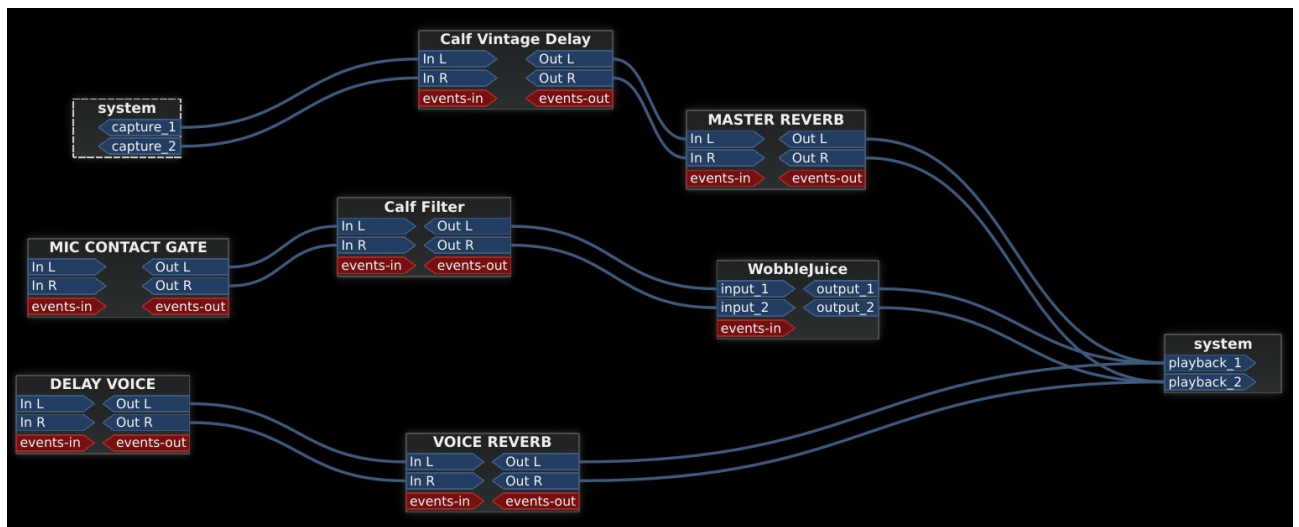 Calf Vintage Delay
In L Out L
In R Out R
events-in events-out
system
capture_1
capture_2
MASTER REVERB
In L Out L
In R Out R
events-in events-out
Calf Filter
In L Out L
In R Out R
events-in events-out
MIC CONTACT GATE
In L Out L
In R Out R
events-in events-out
WobbleJuice
input_1 output_1
input_2 output_2
events-in
system
playback_1
playback_2
DELAY VOICE
In L Out L
In R Out R
events-in events-out
VOICE REVERB
In L Out L
In R Out R
events-in events-out